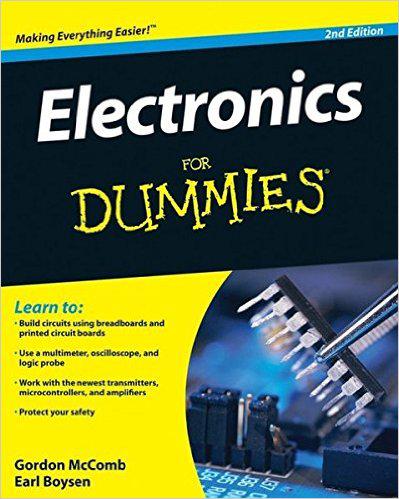 Making Everything Easier!™
2nd Edition
Electronics
FOR
DUMMIES®
Learn to:
• Build circuits using breadboards and
printed circuit boards
• Use a multimeter, oscilloscope, and
logic probe
• Work with the newest transmitters,
microcontrollers, and amplifiers
• Protect your safety
Gordon McComb
Earl Boysen